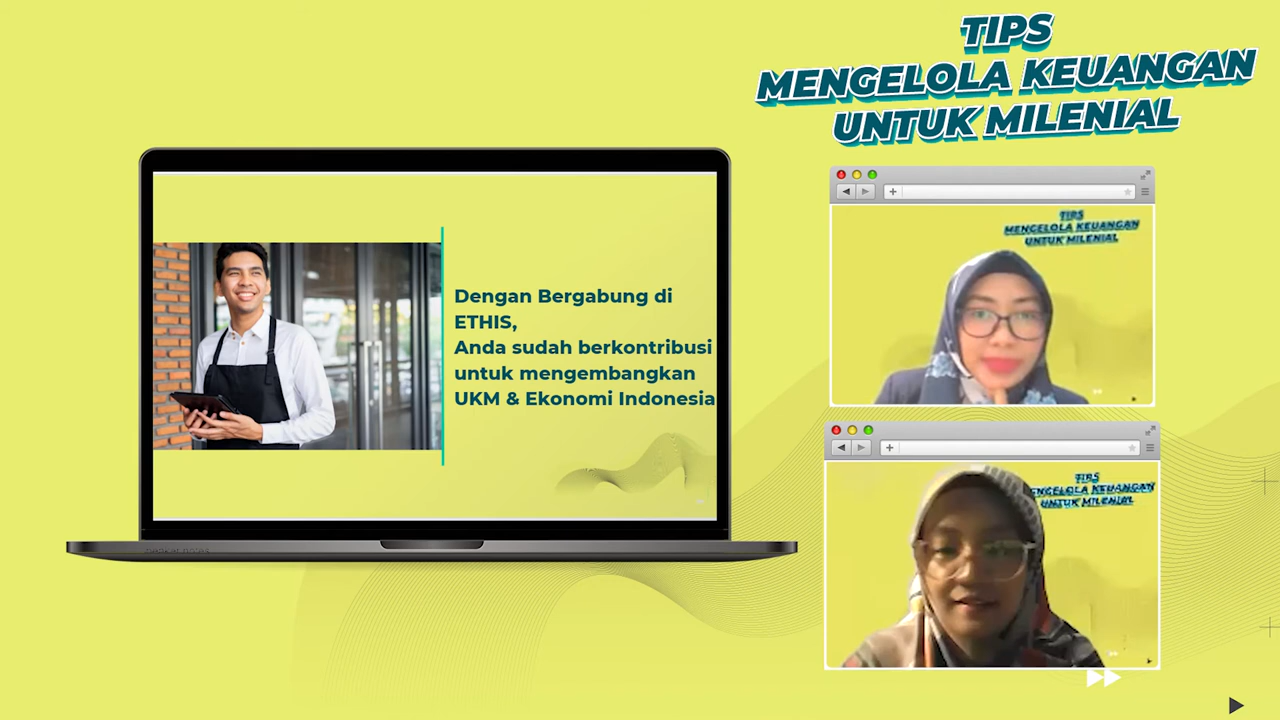 TIPS
MENGELOLA KEUANGAN
UNTUK MILENIAL
Dengan Bergabung di
ETHIS,
Anda sudah berkontribusi
untuk mengembangkan
UKM & Ekonomi Indonesia
TIPS
MENGELOLA KEUANGAN
UNTUK MILENIAL
TIPS
MENGELOLA KEUANGAN
UNTUK MILENIAL